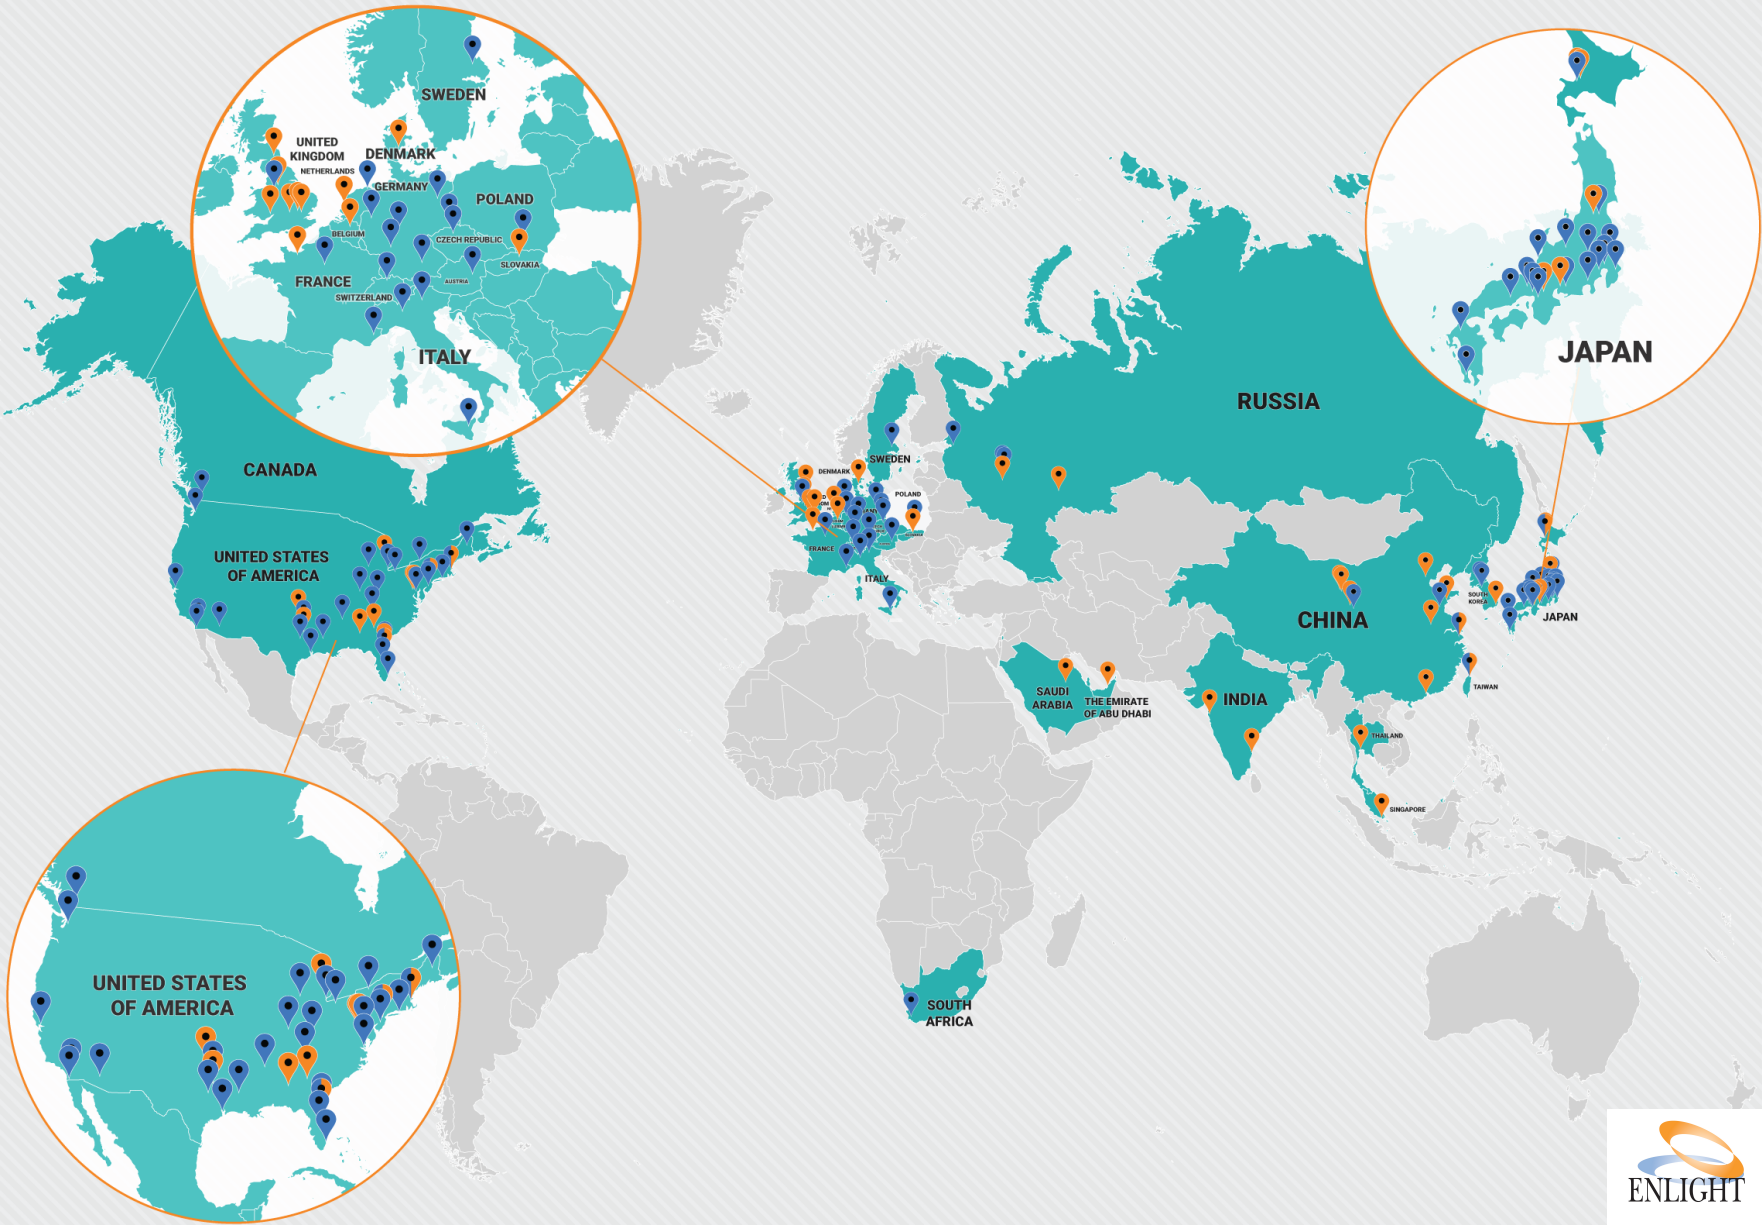 SWEDEN
UNITED
KINGDOM
DENMARK
NETHERLANDS
GERMANY
POLAND
BELGIUM
CZECH REPUBLIC
SLOVAKIA
FRANCE
SWITZERLAND
AUSTRIA
ITALY
JAPAN
RUSSIA
CANADA
SWEDEN
DENMARK
POLAND
UNITED STATES
OF AMERICA
FRANCE
ITALY
CHINA
SOUTH
KOREA
JAPAN
SAUDI
ARABIA
THE EMIRATE
OF ABU DHABI
INDIA
TAIWAN
THAILAND
SINGAPORE
UNITED STATES
OF AMERICA
SOUTH
AFRICA
ENLIGHT